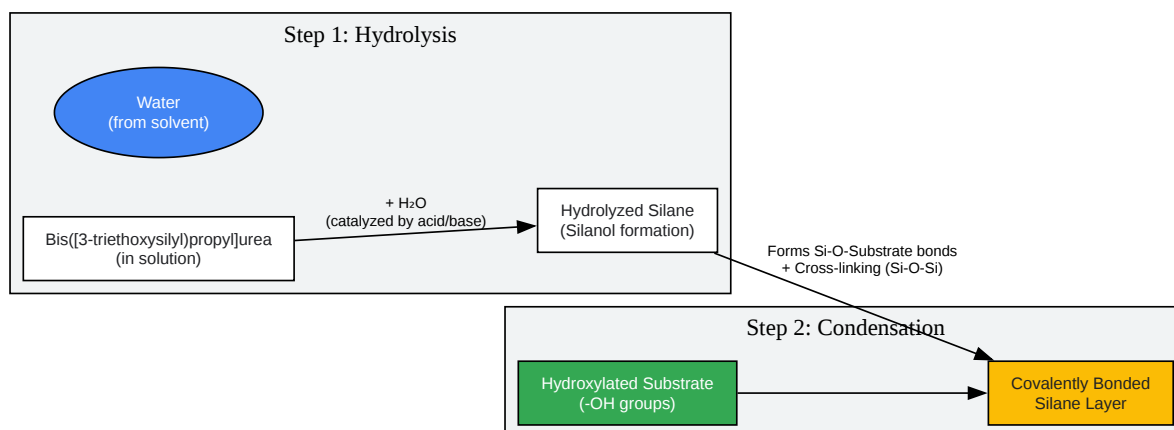 Step 1: Hydrolysis
Water
(from solvent)
+ H₂O
(catalyzed by acid/base)
Hydrolyzed Silane
(Silanol formation)
Bis([3-triethoxysilyl)propyl]urea
(in solution)
Forms Si-O-Substrate bonds
+ Cross-linking (Si-O-Si)
Step 2: Condensation
Hydroxylated Substrate
(-OH groups)
Covalently Bonded
Silane Layer